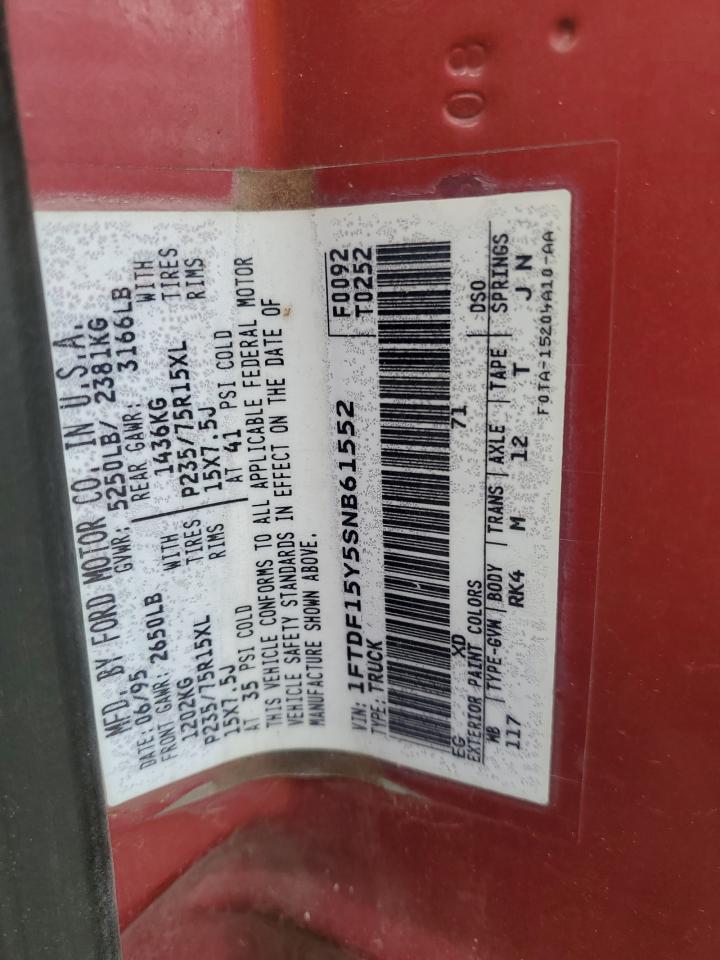 MFD. BY FORD MOTOR CO. IN U.S.A.
DATE: 06/95 GVWR: 5250LB/ 2381KG
FRONT GAWR: 2650LB REAR GAWR: 3166LB
1202KG WITH 1436KG WITH
P235/75R15XL TIRES P235/75R15XL TIRES
15X7.5J RIMS 15X7.5J RIMS
AT 35 PSI COLD AT 41 PSI COLD
THIS VEHICLE CONFORMS TO ALL APPLICABLE FEDERAL MOTOR
VEHICLE SAFETY STANDARDS IN EFFECT ON THE DATE OF
MANUFACTURE SHOWN ABOVE.
VIN: 1FTDF15Y5SNB61552 F0092
TYPE: TRUCK T0252
EG XD 71
EXTERIOR PAINT COLORS DSO
WB TYPE-GVW BODY TRANS AXLE TAPE SPRINGS
117 RK4 M 12 T J N
F0TA-15204A10-AA
08